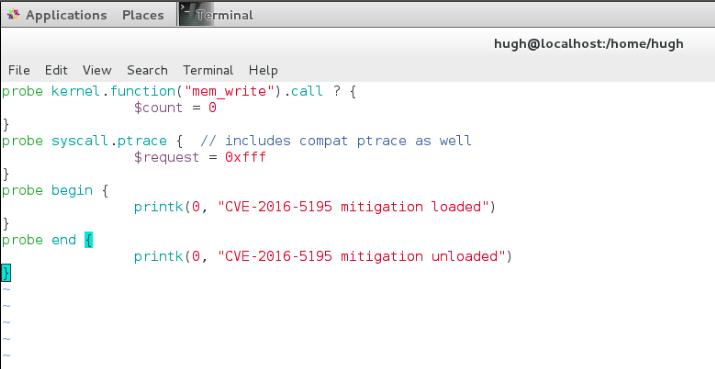 Applications Places Terminal
hugh@localhost:/home/hugh
File Edit View Search Terminal Help
probe kernel.function("mem_write").call ? {
$count = 0
}
probe syscall.ptrace { // includes compat ptrace as well
$request = 0xfff
}
probe begin {
printk(0, "CVE-2016-5195 mitigation loaded")
}
probe end {
printk(0, "CVE-2016-5195 mitigation unloaded")
}
~
~
~
~
~